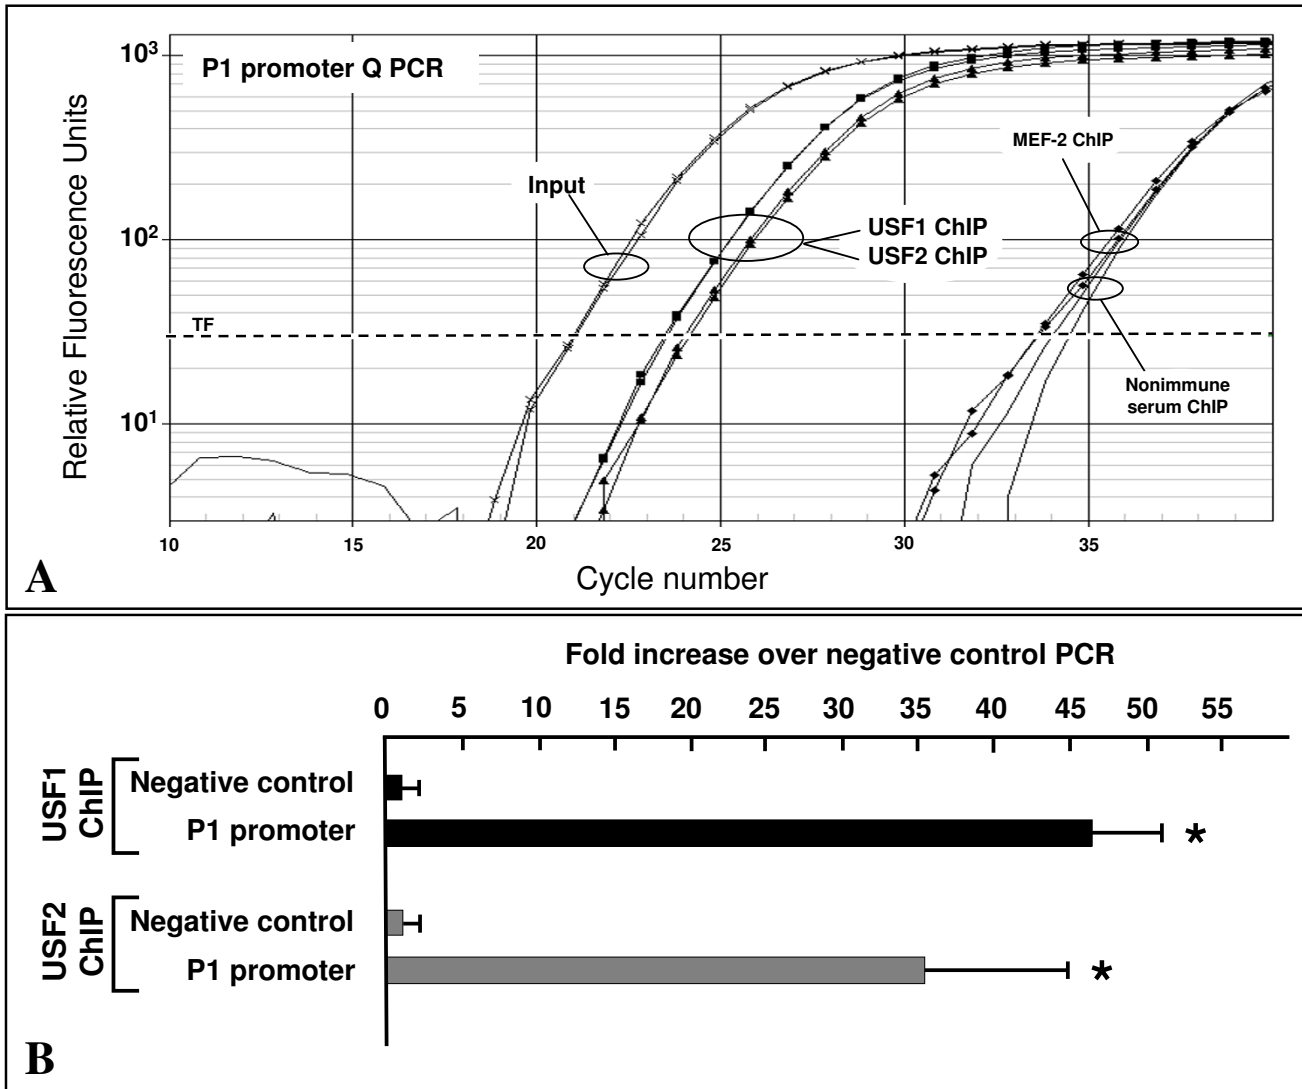 P1 promoter Q PCR
Relative Fluorescence Units
10³
10²
10¹
TF
Input
USF1 ChIP
USF2 ChIP
MEF-2 ChIP
Nonimmune
serum ChIP
10 15 20 25 30 35
Cycle number
A
Fold increase over negative control PCR
0 5 10 15 20 25 30 35 40 45 50 55
USF1
ChIP
Negative control
P1 promoter
*
USF2
ChIP
Negative control
P1 promoter
*
B